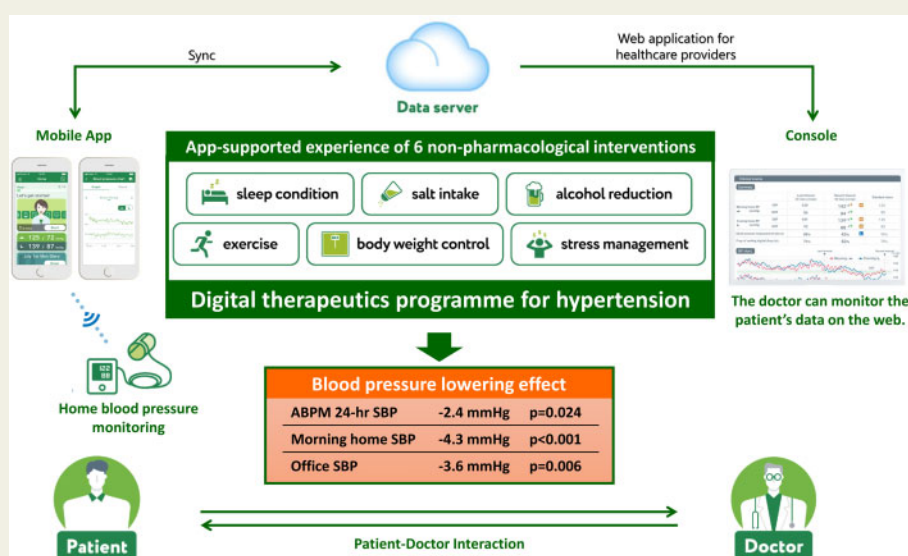 Sync
Web application for
healthcare providers
Data server
Mobile App
Console
App-supported experience of 6 non-pharmacological interventions
sleep condition
salt intake
alcohol reduction
exercise
body weight control
stress management
Digital therapeutics programme for hypertension
The doctor can monitor the
patient's data on the web.
Home blood pressure
monitoring
Blood pressure lowering effect
ABPM 24-hr SBP -2.4 mmHg p=0.024
Morning home SBP -4.3 mmHg p<0.001
Office SBP -3.6 mmHg p=0.006
Patient
Patient-Doctor Interaction
Doctor